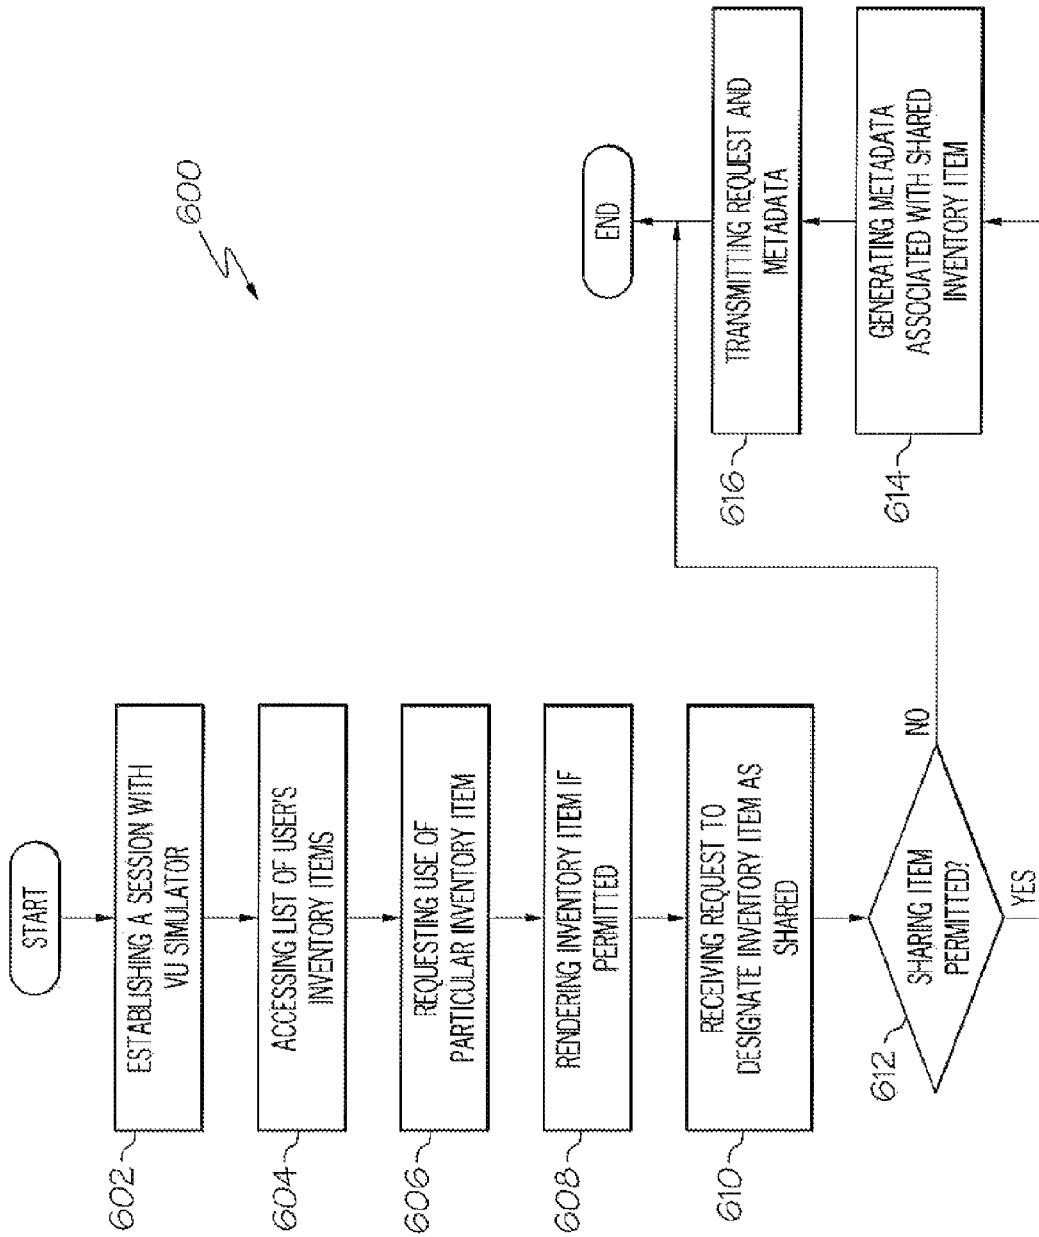 600
START
602
ESTABLISHING A SESSION WITH
VU SIMULATOR
604
ACCESSING LIST OF USER'S
INVENTORY ITEMS
606
REQUESTING USE OF
PARTICULAR INVENTORY ITEM
608
RENDERING INVENTORY ITEM IF
PERMITTED
610
RECEIVING REQUEST TO
DESIGNATE INVENTORY ITEM AS
SHARED
612
SHARING ITEM
PERMITTED?
NO
YES
614
GENERATING METADATA
ASSOCIATED WITH SHARED
INVENTORY ITEM
616
TRANSMITTING REQUEST AND
METADATA
END